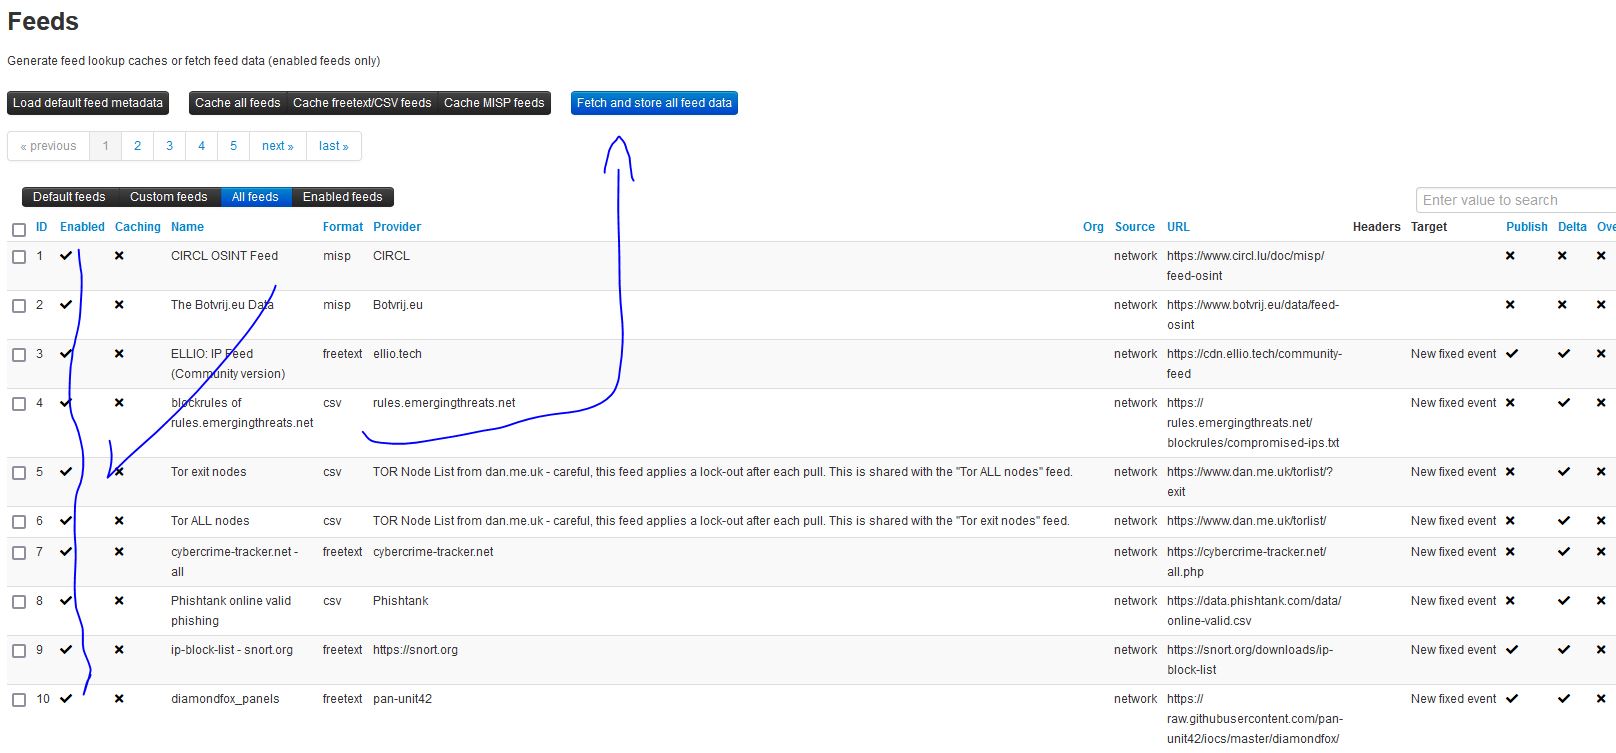 Feeds
Generate feed lookup caches or fetch feed data (enabled feeds only)
Load default feed metadata Cache all feeds Cache freetext/CSV feeds Cache MISP feeds Fetch and store all feed data
« previous 1 2 3 4 5 next » last »
Default feeds Custom feeds All feeds Enabled feeds Enter value to search
ID Enabled Caching Name Format Provider Org Source URL Headers Target Publish Delta Ove
1 CIRCL OSINT Feed misp CIRCL network https://www.circl.lu/doc/misp/
feed-osint
2 The Botvrij.eu Data misp Botvrij.eu network https://www.botvrij.eu/data/feed-
osint
3 ELLIO: IP Feed freetext ellio.tech network https://cdn.ellio.tech/community- New fixed event
(Community version) feed
4 blockrules of csv rules.emergingthreats.net network https:// New fixed event
rules.emergingthreats.net rules.emergingthreats.net/
blockrules/compromised-ips.txt
5 Tor exit nodes csv TOR Node List from dan.me.uk - careful, this feed applies a lock-out after each pull. This is shared with the "Tor ALL nodes" feed. network https://www.dan.me.uk/torlist/? New fixed event
exit
6 Tor ALL nodes csv TOR Node List from dan.me.uk - careful, this feed applies a lock-out after each pull. This is shared with the "Tor exit nodes" feed. network https://www.dan.me.uk/torlist/ New fixed event
7 cybercrime-tracker.net - freetext cybercrime-tracker.net network https://cybercrime-tracker.net/ New fixed event
all all.php
8 Phishtank online valid csv Phishtank network https://data.phishtank.com/data/ New fixed event
phishing online-valid.csv
9 ip-block-list - snort.org freetext https://snort.org network https://snort.org/downloads/ip- New fixed event
block-list
10 diamondfox_panels freetext pan-unit42 network https:// New fixed event
raw.githubusercontent.com/pan-
unit42/iocs/master/diamondfox/